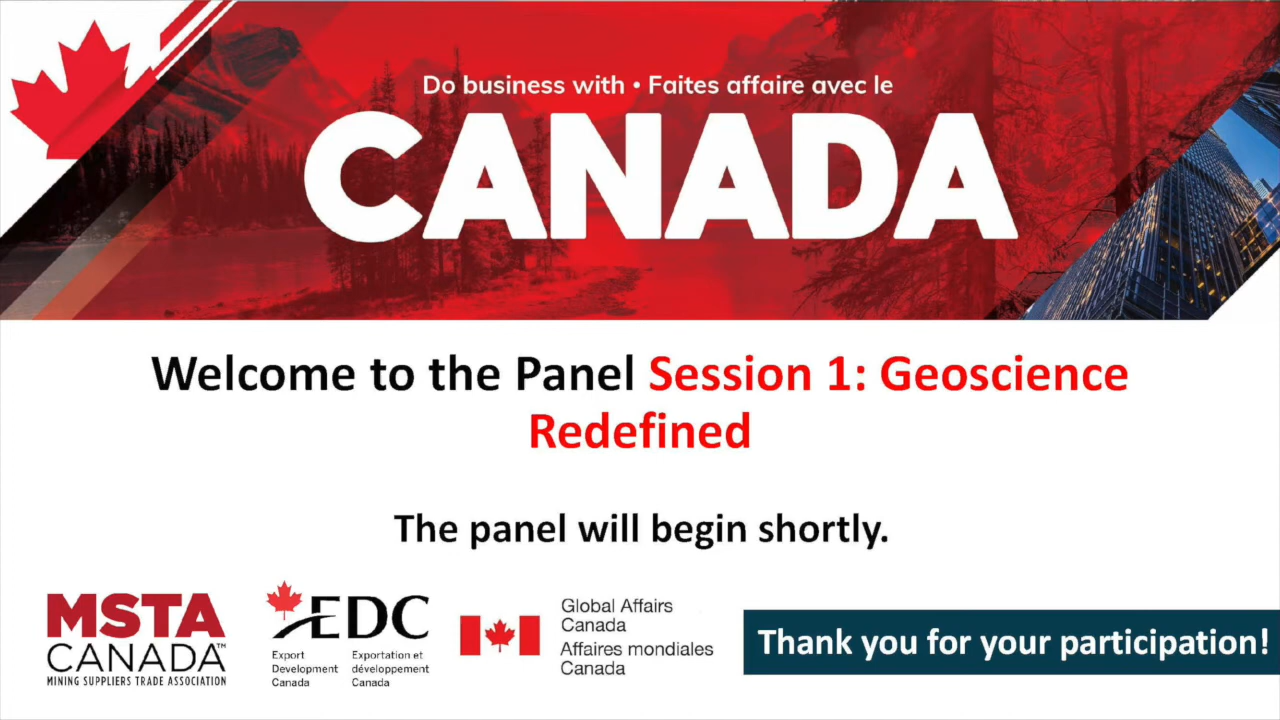 Do business with • Faites affaire avec le
CANADA
Welcome to the Panel Session 1: Geoscience
Redefined
The panel will begin shortly.
MSTA
CANADA™
MINING SUPPLIERS TRADE ASSOCIATION
EDC
Export
Development
Canada
Exportation et
développement
Canada
Global Affairs
Canada
Affaires mondiales
Canada
Thank you for your participation!